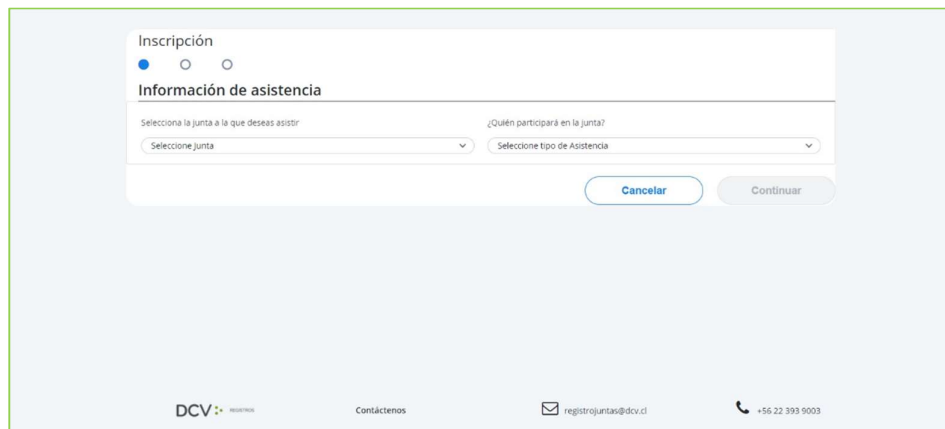 Inscripción
Información de asistencia
Selecciona la junta a la que deseas asistir
¿Quién participará en la junta?
Seleccione Junta
Seleccione tipo de Asistencia
Cancelar
Continuar
DCV REGISTROS
Contáctenos
registrojuntas@dcv.cl
+56 22 393 9003